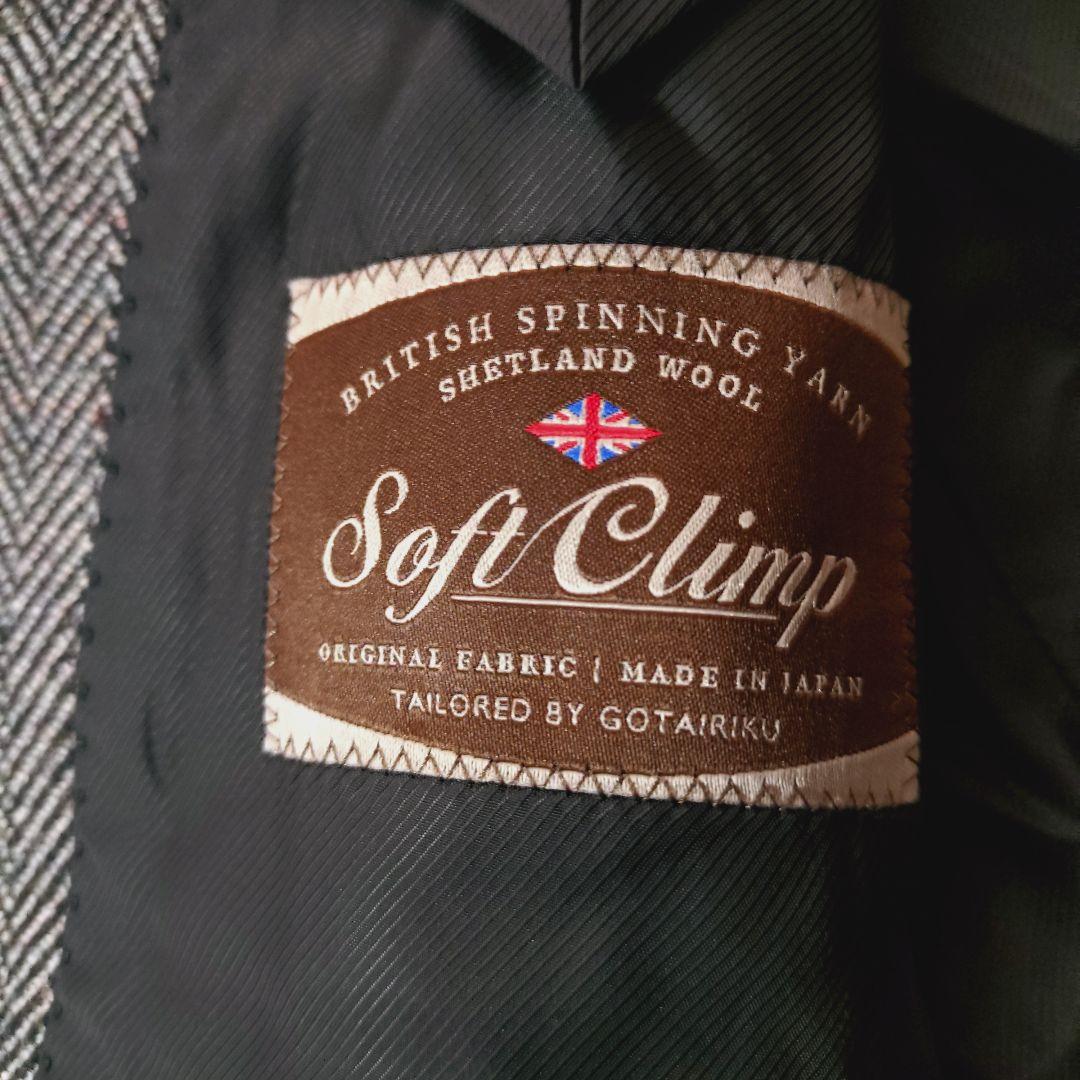 BRITISH SPINNING YARN
SHETLAND WOOL
Soft Climp
ORIGINAL FABRIC | MADE IN JAPAN
TAILORED BY GOTAIRIKU